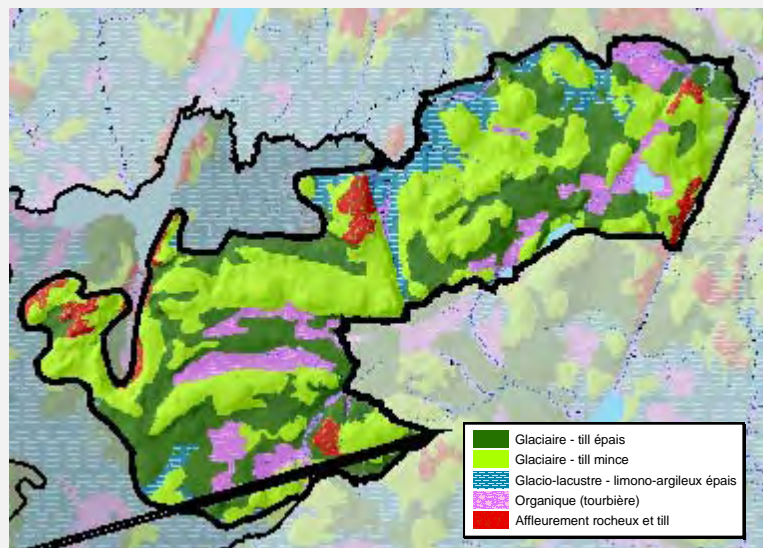 Glaciaire - till épais
Glaciaire - till mince
Glacio-lacustre - limono-argileux épais
Organique (tourbière)
Affleurement rocheux et till